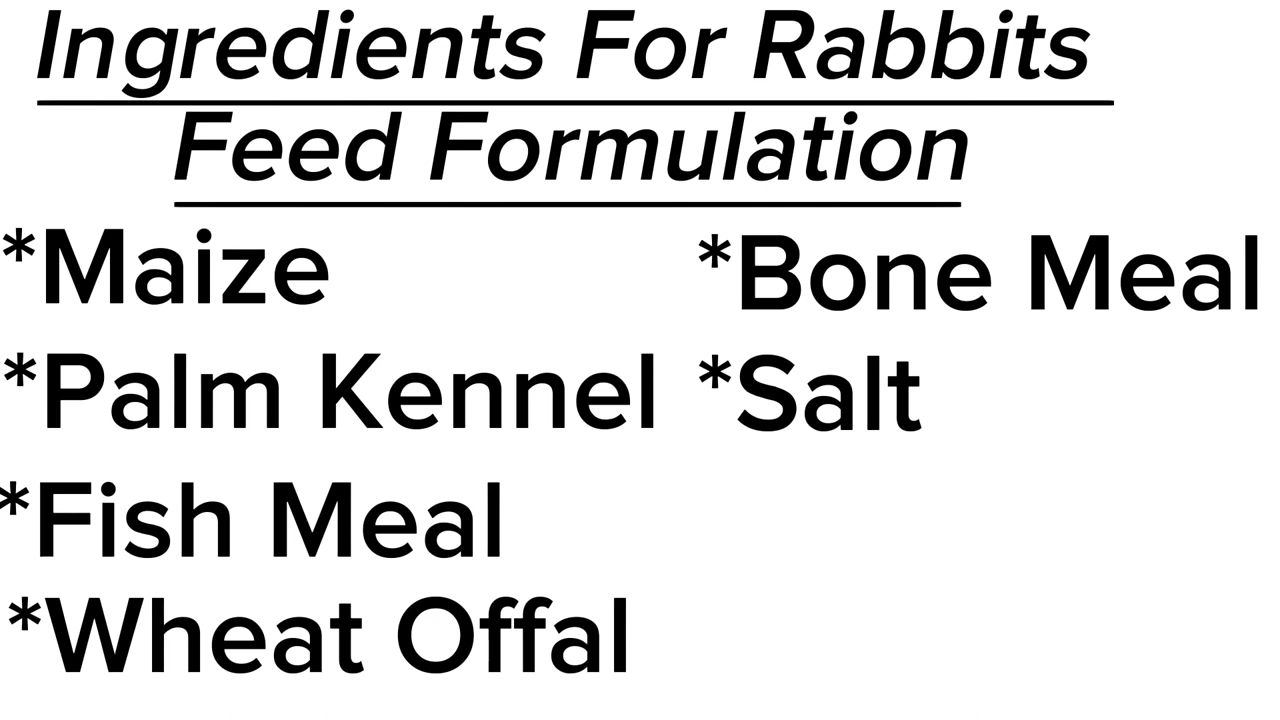 Ingredients For Rabbits
Feed Formulation
*Maize
*Palm Kennel
*Fish Meal
*Wheat Offal
*Bone Meal
*Salt